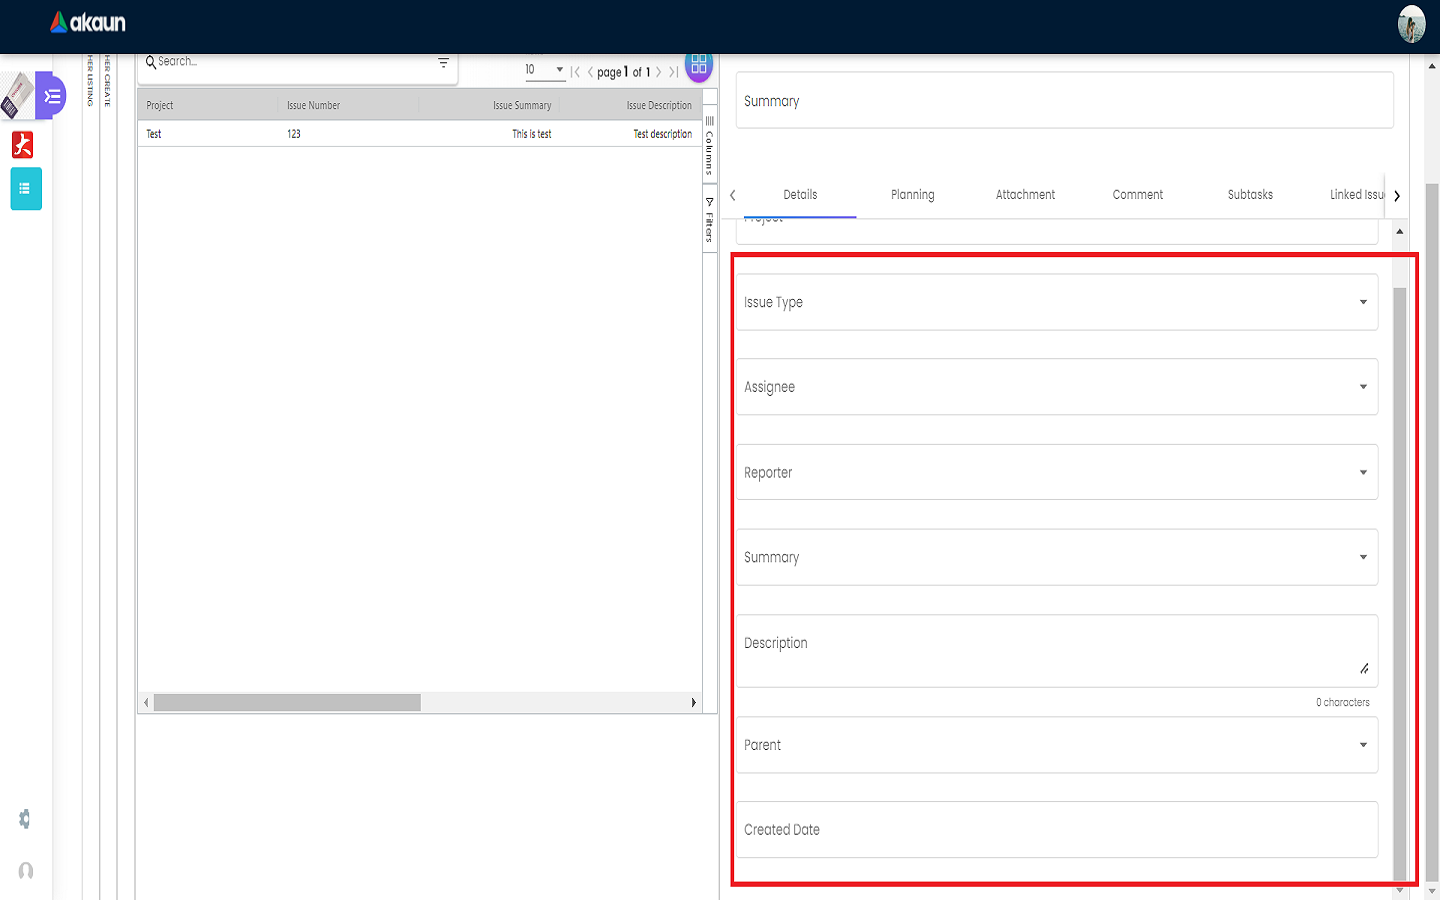 akaun
HER LISTING
HER CREATE
Search...
10
page 1 of 1
Project Issue Number Issue Summary Issue Description
Test 123 This is test Test description
Columns
Filters
Summary
Details Planning Attachment Comment Subtasks Linked Issu
Project
Issue Type
Assignee
Reporter
Summary
Description
0 characters
Parent
Created Date